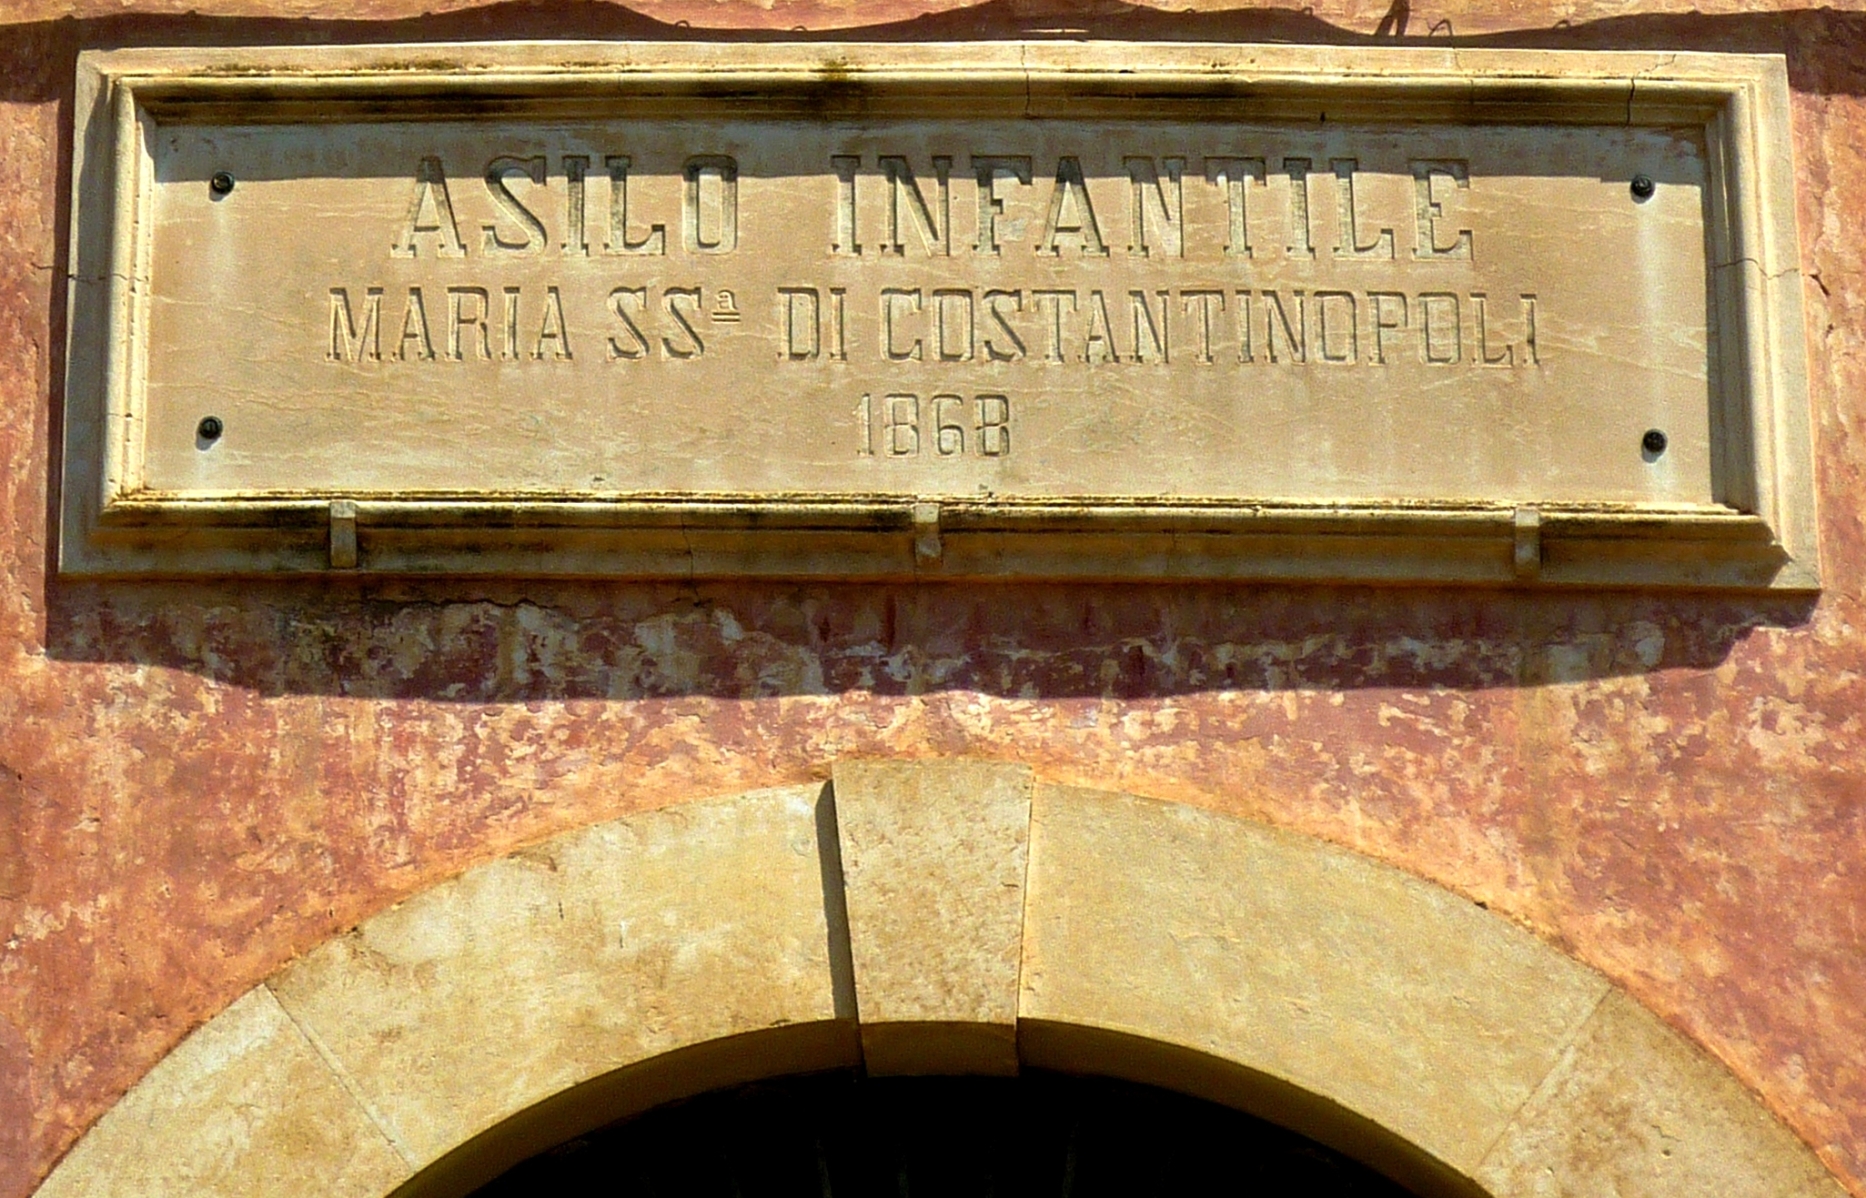 ASILO INFANTILE
MARIA SSª DI COSTANTINOPOLI
1868